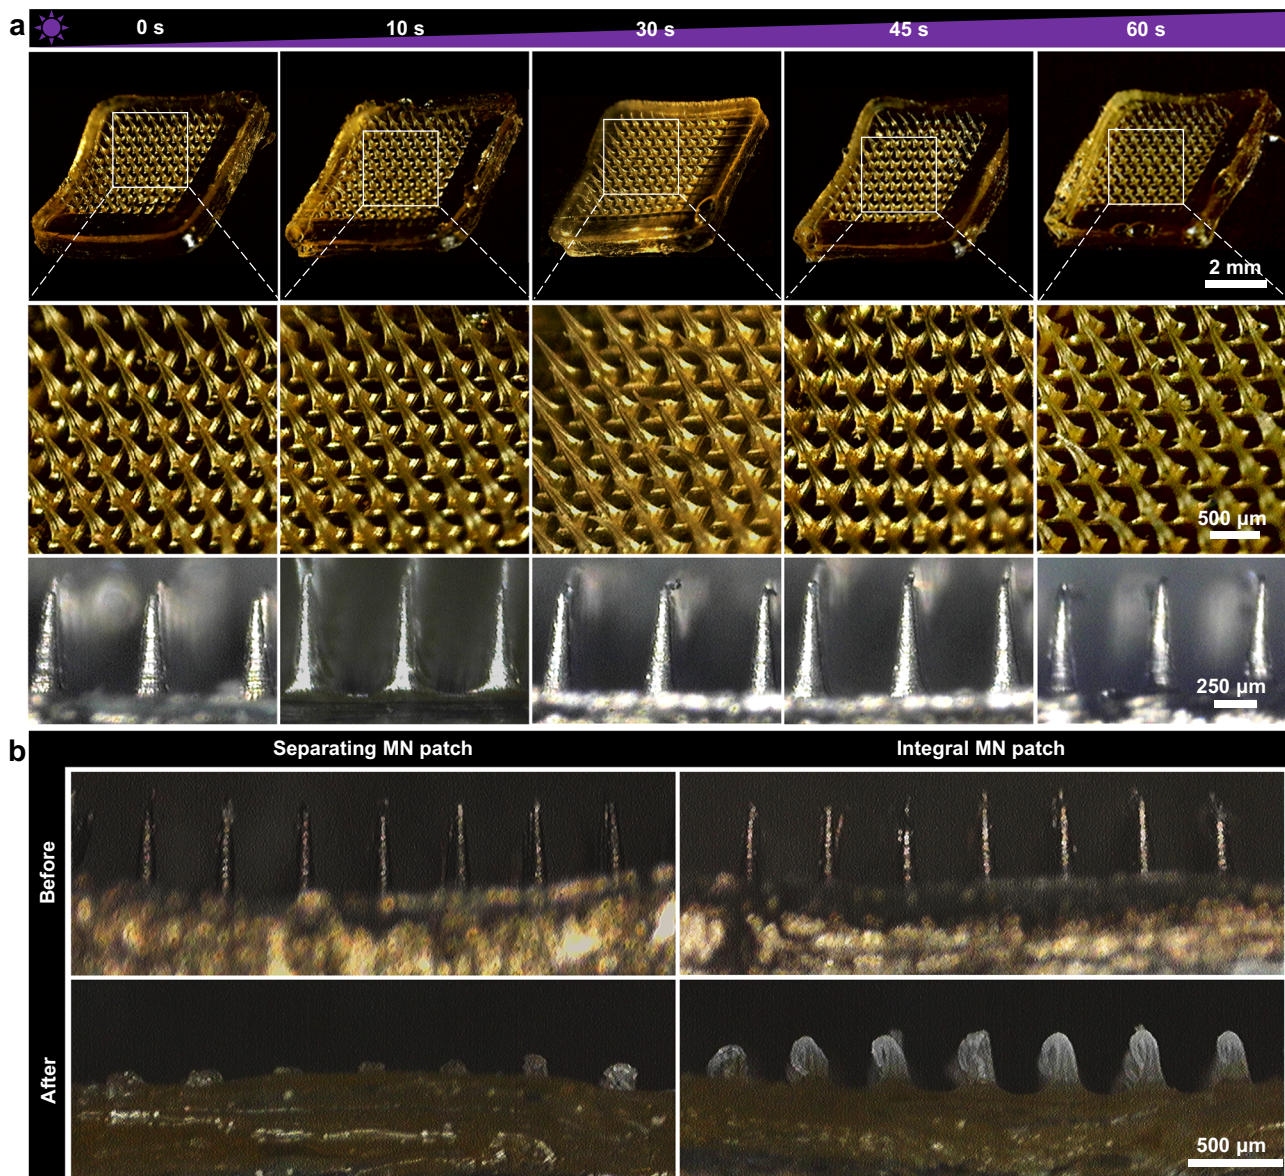 a
0 s 10 s 30 s 45 s 60 s
2 mm
500 µm
250 µm
b
Separating MN patch Integral MN patch
Before
After
500 µm